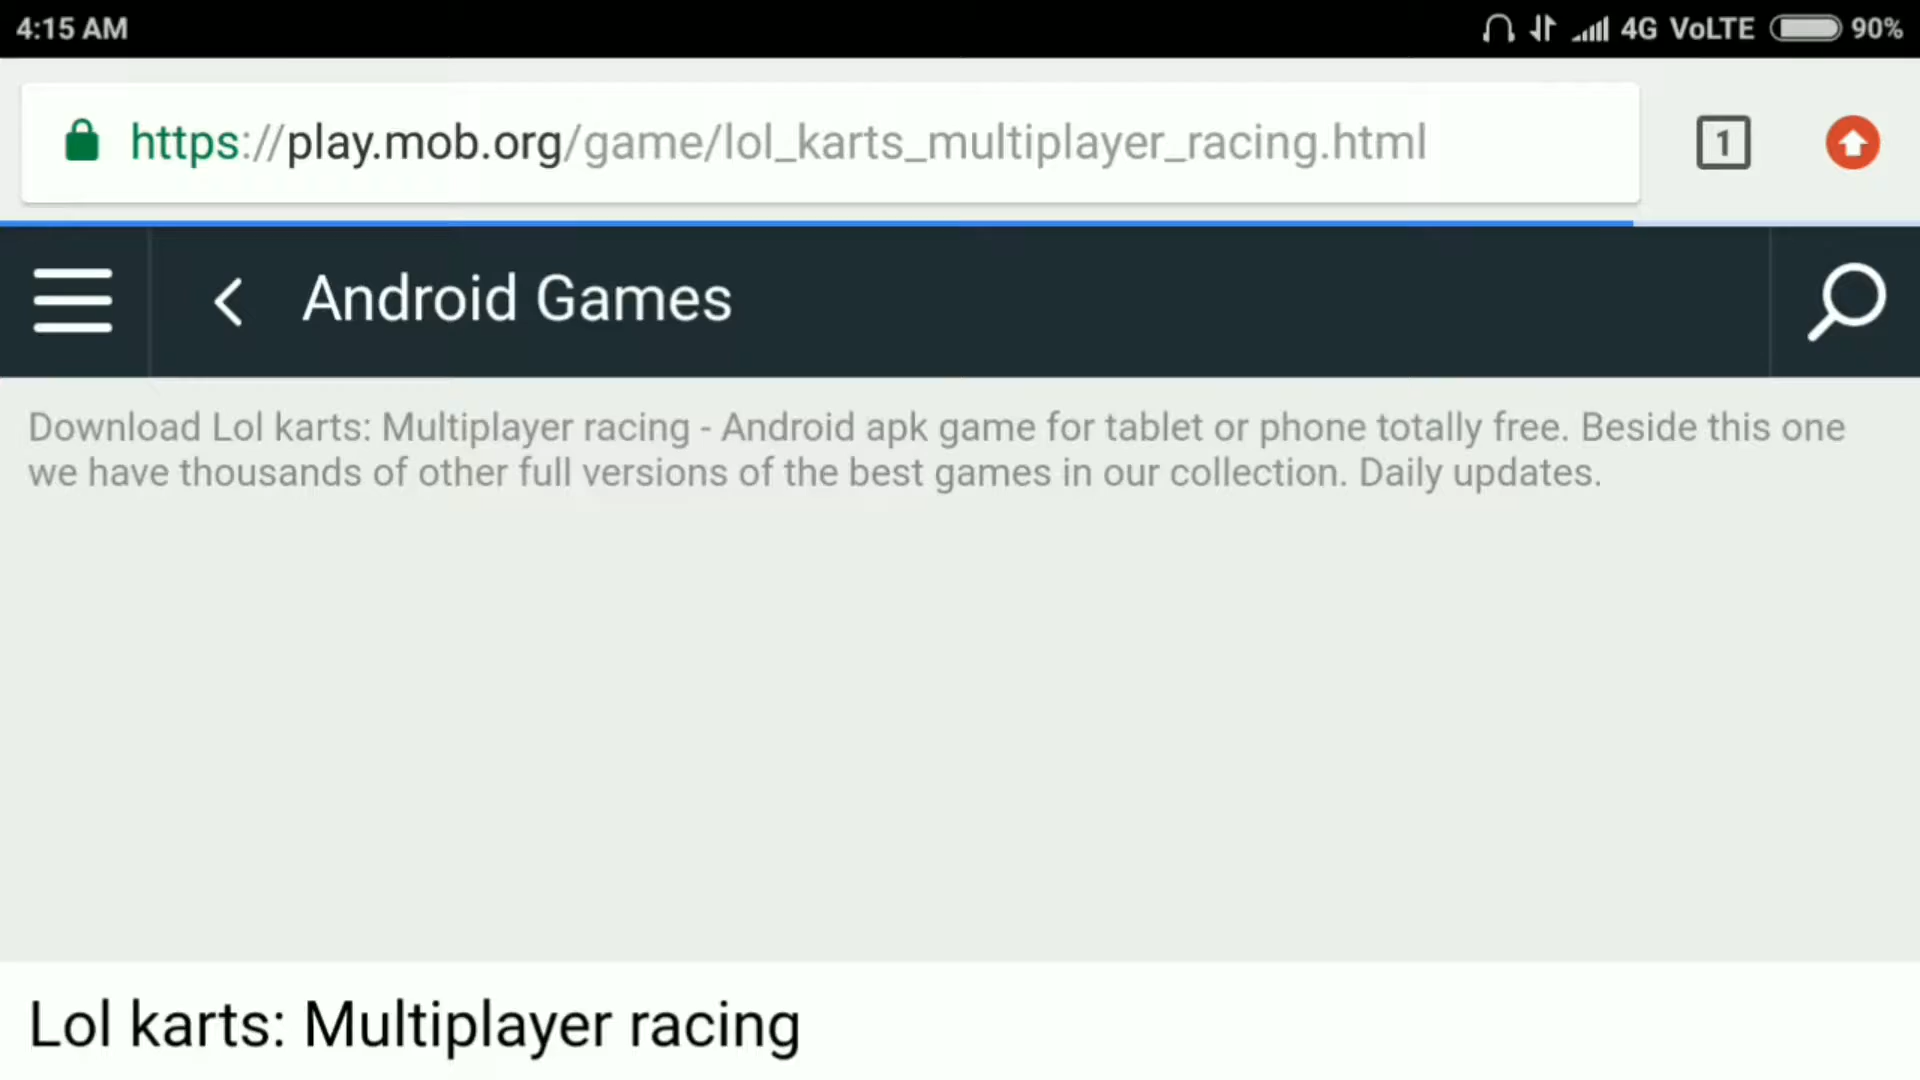 4:15 AM 4G VoLTE 90%
https://play.mob.org/game/lol_karts_multiplayer_racing.html 1
Android Games
Download Lol karts: Multiplayer racing - Android apk game for tablet or phone totally free. Beside this one
we have thousands of other full versions of the best games in our collection. Daily updates.
Lol karts: Multiplayer racing